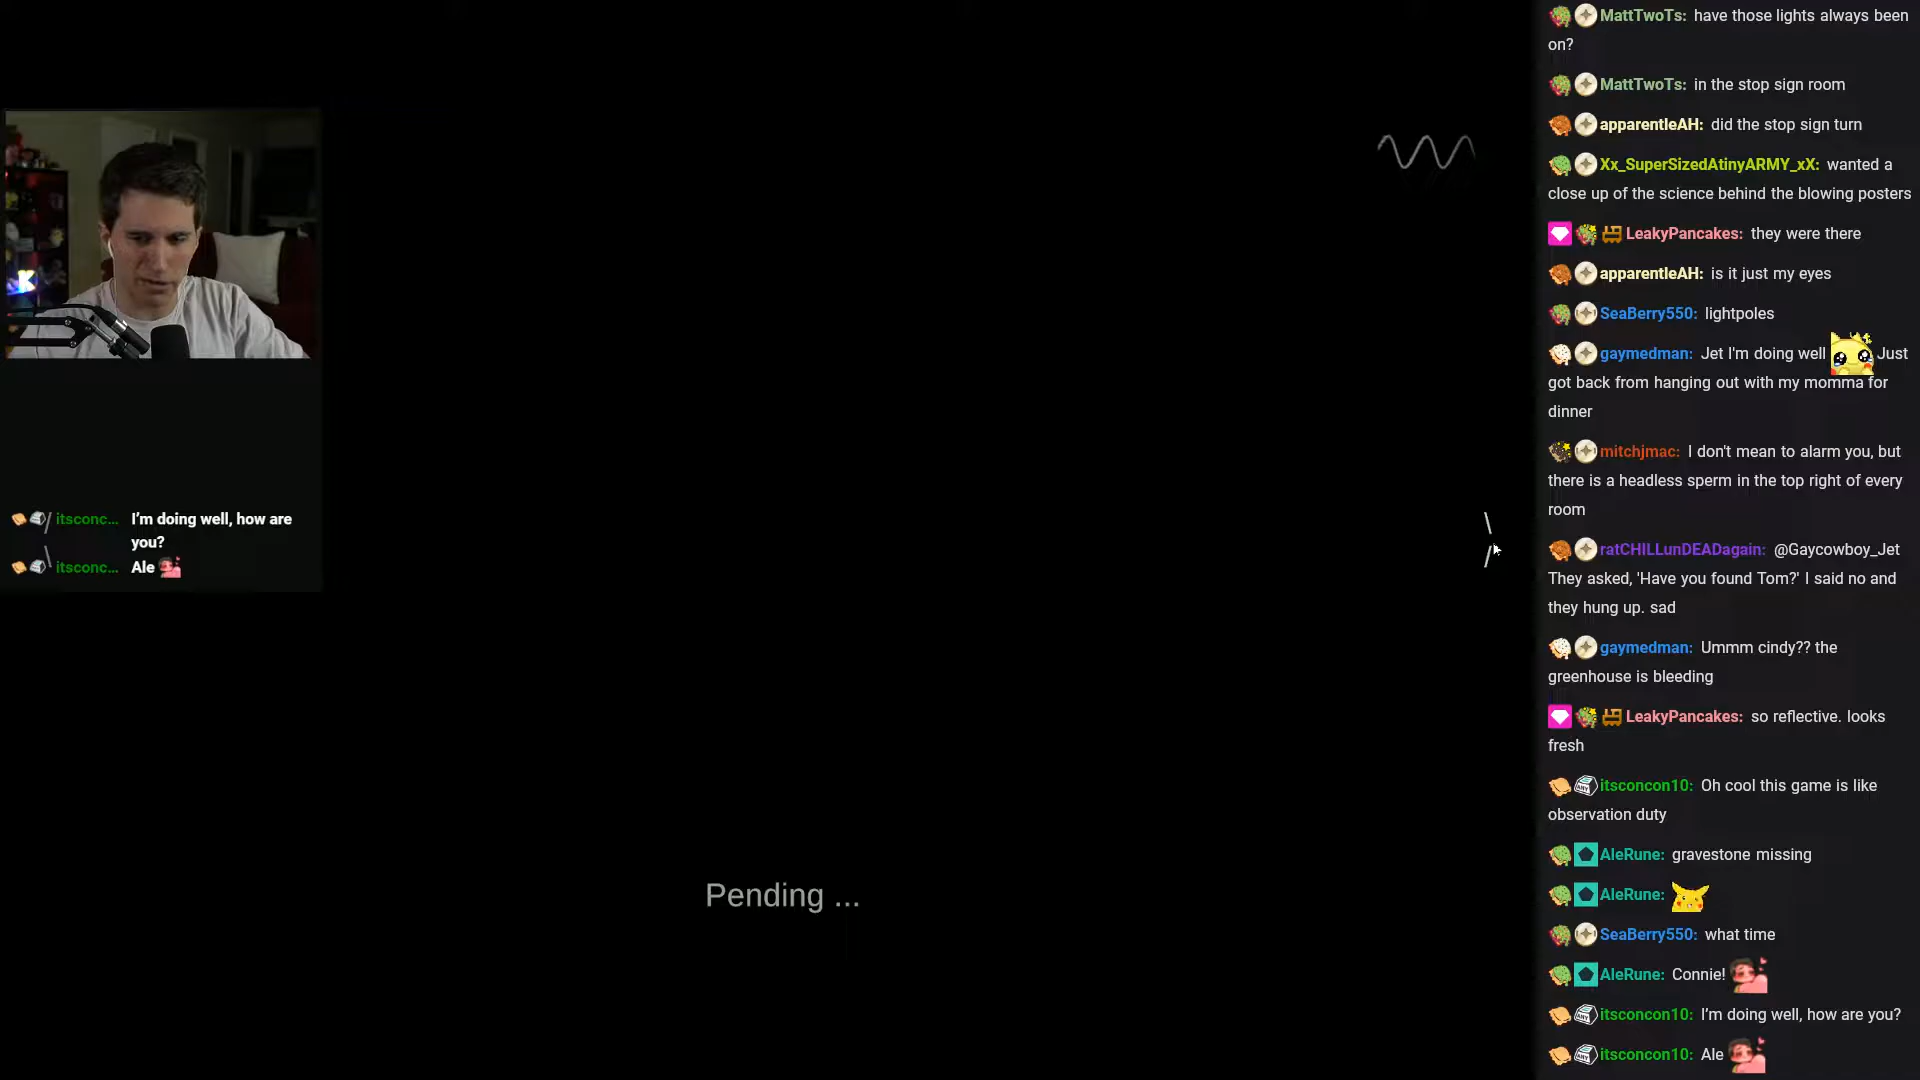 MattTwoTs: have those lights always been
on?
MattTwoTs: in the stop sign room
apparentleAH: did the stop sign turn
Xx_SuperSizedAtinyARMY_xX: wanted a
close up of the science behind the blowing posters
LeakyPancakes: they were there
apparentleAH: is it just my eyes
SeaBerry550: lightpoles
gaymedman: Jet I'm doing well Just
got back from hanging out with my momma for
dinner
mitchjmac: I don't mean to alarm you, but
there is a headless sperm in the top right of every
room
ratCHILLunDEADagain: @Gaycowboy_Jet
They asked, 'Have you found Tom?' I said no and
they hung up. sad
gaymedman: Ummm cindy?? the
greenhouse is bleeding
LeakyPancakes: so reflective. looks
fresh
itsconcon10: Oh cool this game is like
observation duty
AleRune: gravestone missing
AleRune:
SeaBerry550: what time
AleRune: Connie!
itsconcon10: I'm doing well, how are you?
itsconcon10: Ale
itsconc... I'm doing well, how are
you?
itsconc... Ale
Pending ...